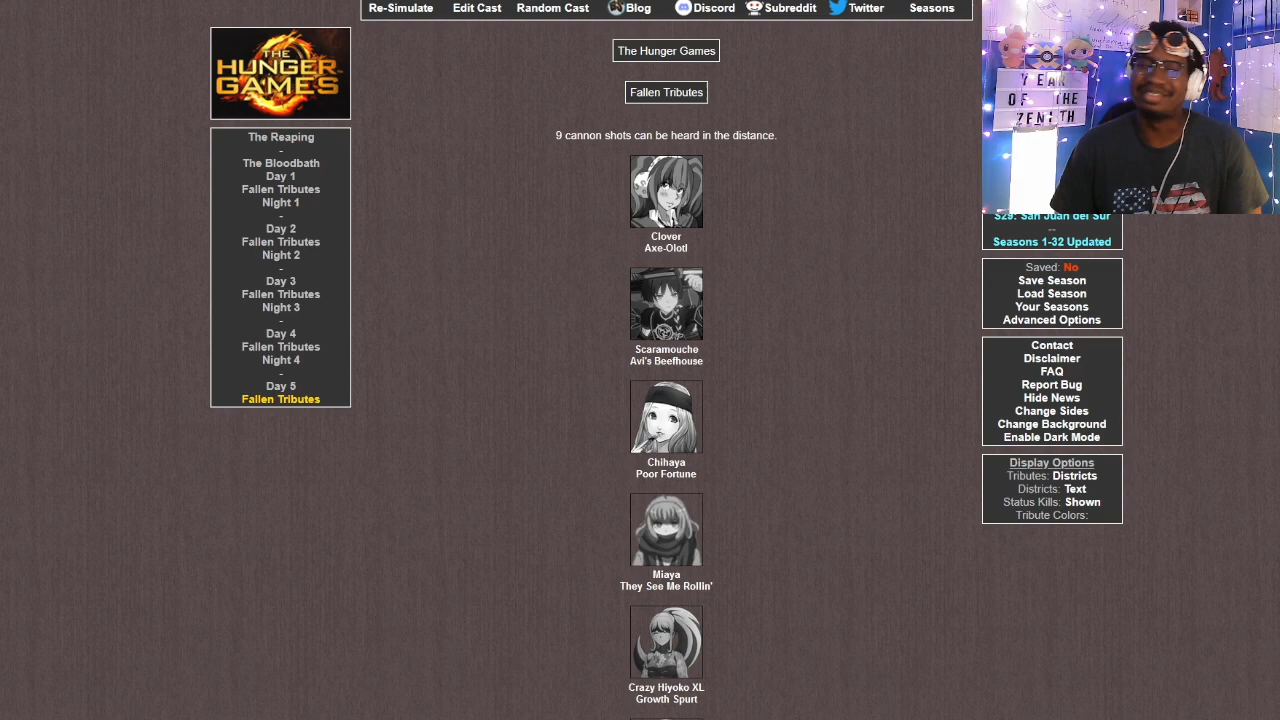 Re-Simulate Edit Cast Random Cast Blog Discord Subreddit Twitter Seasons
THE
HUNGER
GAMES
The Reaping
-
The Bloodbath
Day 1
Fallen Tributes
Night 1
-
Day 2
Fallen Tributes
Night 2
-
Day 3
Fallen Tributes
Night 3
-
Day 4
Fallen Tributes
Night 4
-
Day 5
Fallen Tributes
The Hunger Games
Fallen Tributes
9 cannon shots can be heard in the distance.
Clover
Axe-Olotl
Scaramouche
Avi's Beefhouse
Chihaya
Poor Fortune
Miaya
They See Me Rollin'
Crazy Hiyoko XL
Growth Spurt
YEAR
OF THE
ZENITH
S29: San Juan del Sur
--
Seasons 1-32 Updated
Saved: No
Save Season
Load Season
Your Seasons
Advanced Options
Contact
Disclaimer
FAQ
Report Bug
Hide News
Change Sides
Change Background
Enable Dark Mode
Display Options
Tributes: Districts
Districts: Text
Status Kills: Shown
Tribute Colors: